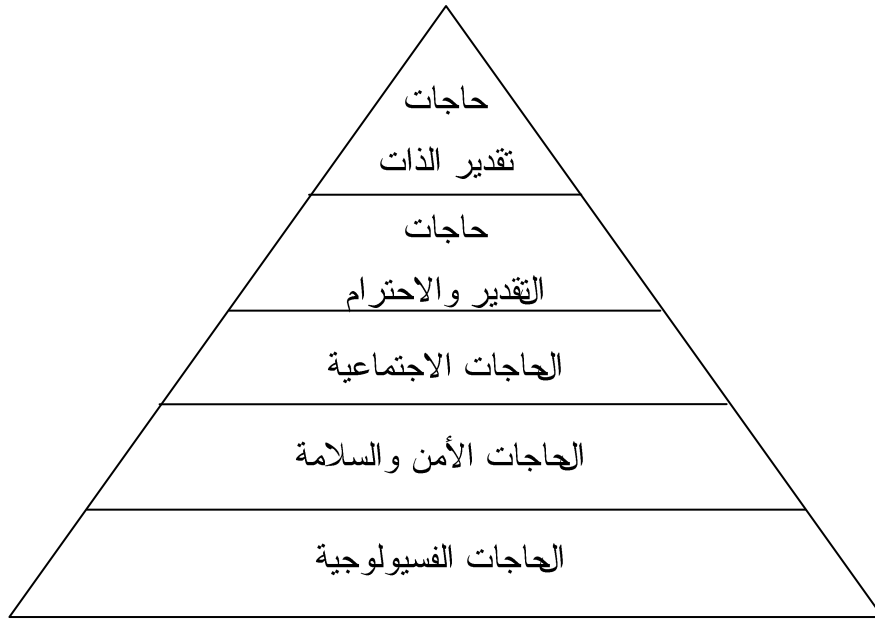 حاجات
تقدير الذات
حاجات
التقدير والاحترام
الحاجات الاجتماعية
الحاجات الأمن والسلامة
الحاجات الفسيولوجية